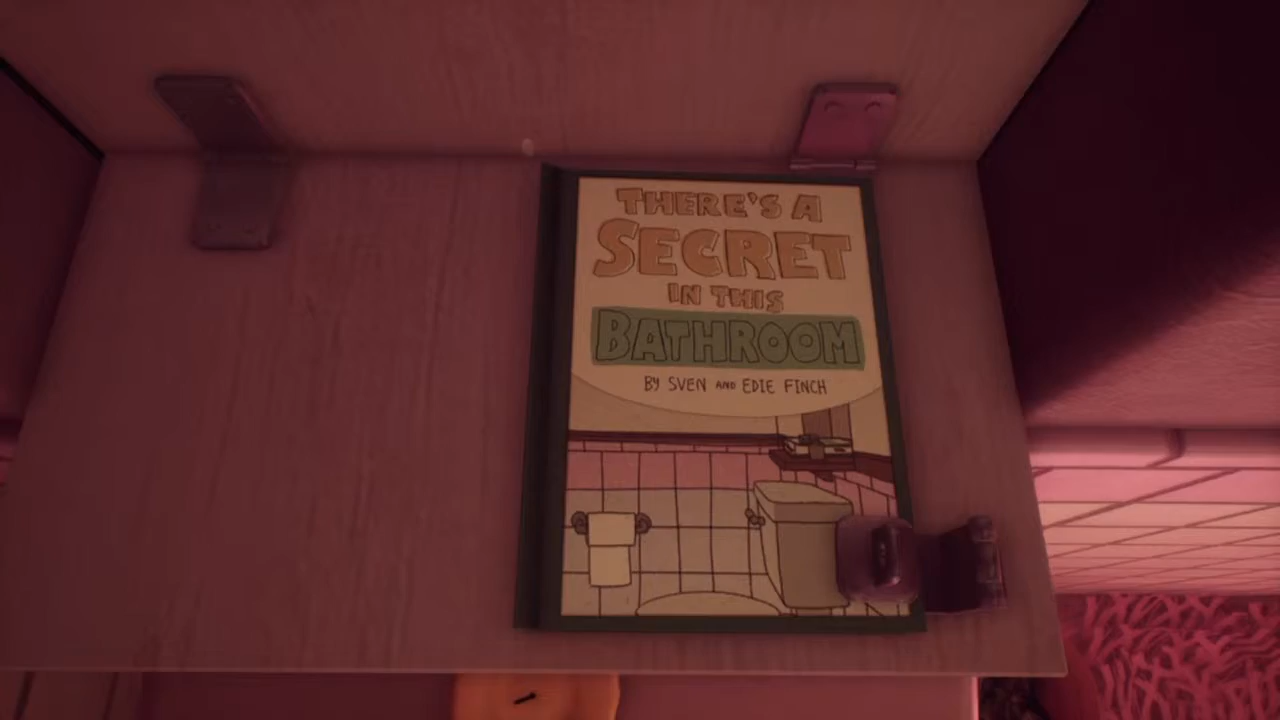 THERE'S A
SECRET
IN THIS
BATHROOM
BY SVEN AND EDIE FINCH